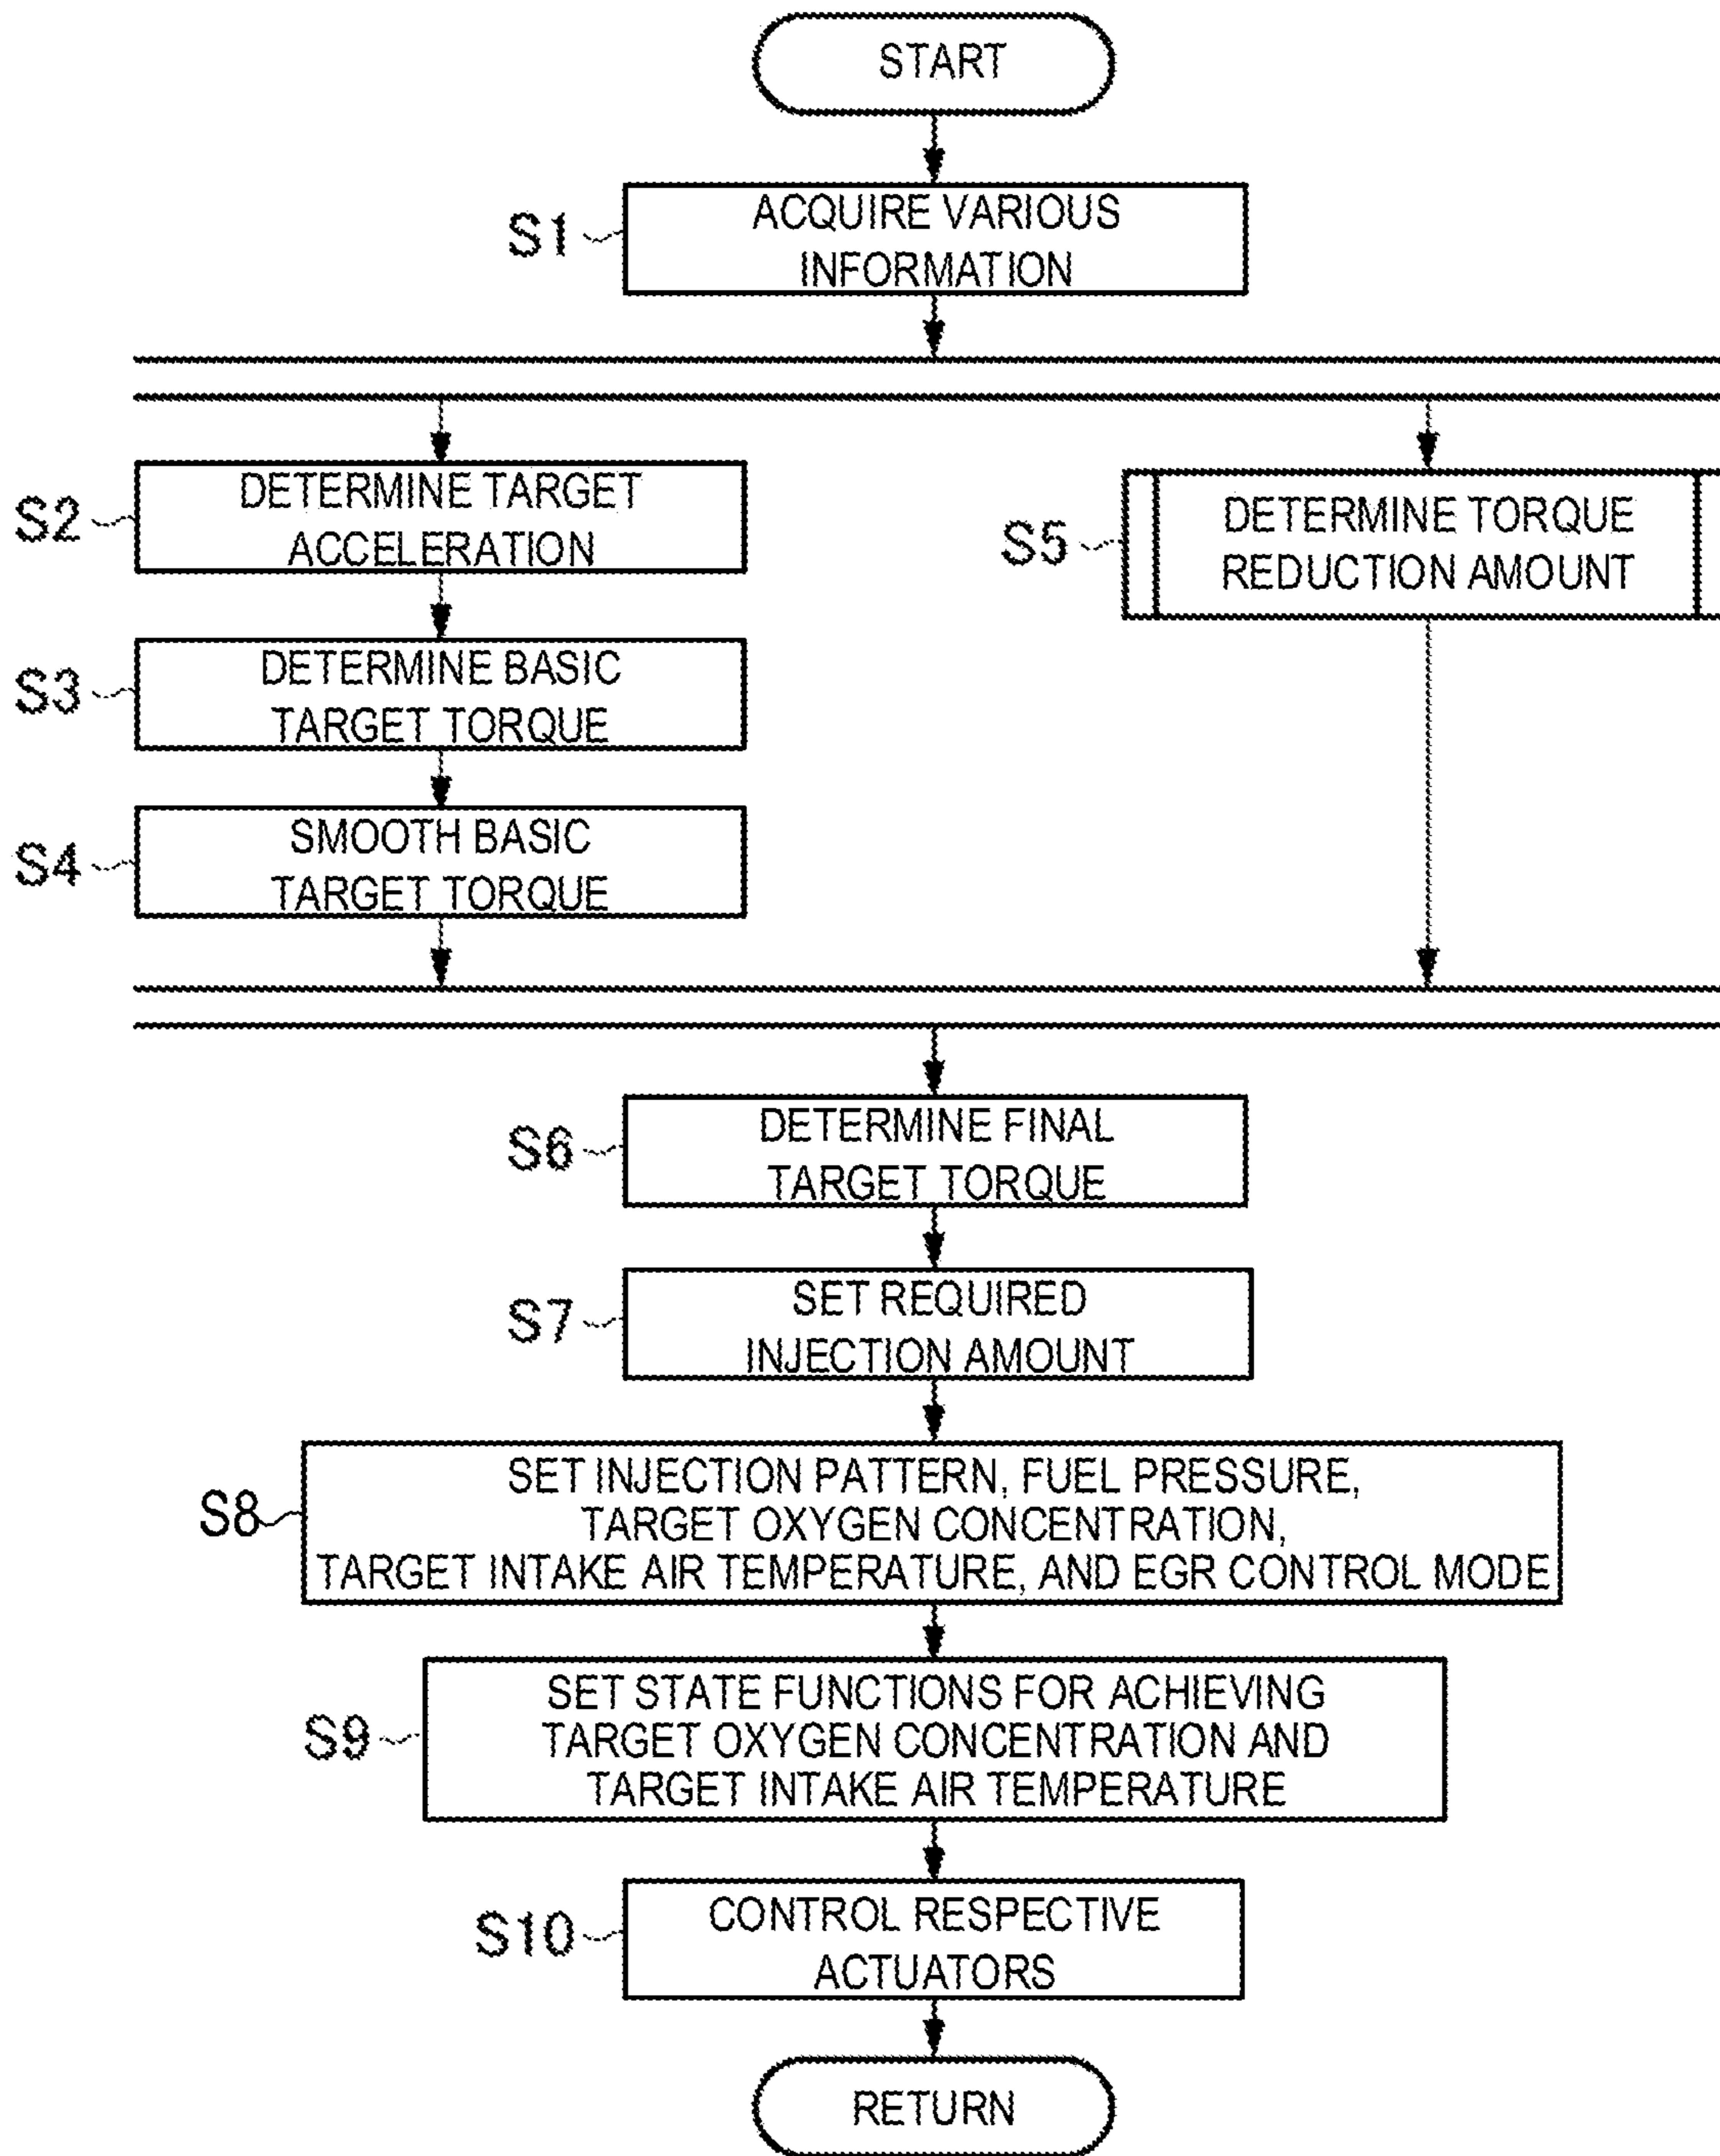 START
S1
ACQUIRE VARIOUS
INFORMATION
S2
DETERMINE TARGET
ACCELERATION
S3
DETERMINE BASIC
TARGET TORQUE
S4
SMOOTH BASIC
TARGET TORQUE
S5
DETERMINE TORQUE
REDUCTION AMOUNT
S6
DETERMINE FINAL
TARGET TORQUE
S7
SET REQUIRED
INJECTION AMOUNT
S8
SET INJECTION PATTERN, FUEL PRESSURE,
TARGET OXYGEN CONCENTRATION,
TARGET INTAKE AIR TEMPERATURE, AND EGR CONTROL MODE
S9
SET STATE FUNCTIONS FOR ACHIEVING
TARGET OXYGEN CONCENTRATION AND
TARGET INTAKE AIR TEMPERATURE
S10
CONTROL RESPECTIVE
ACTUATORS
RETURN